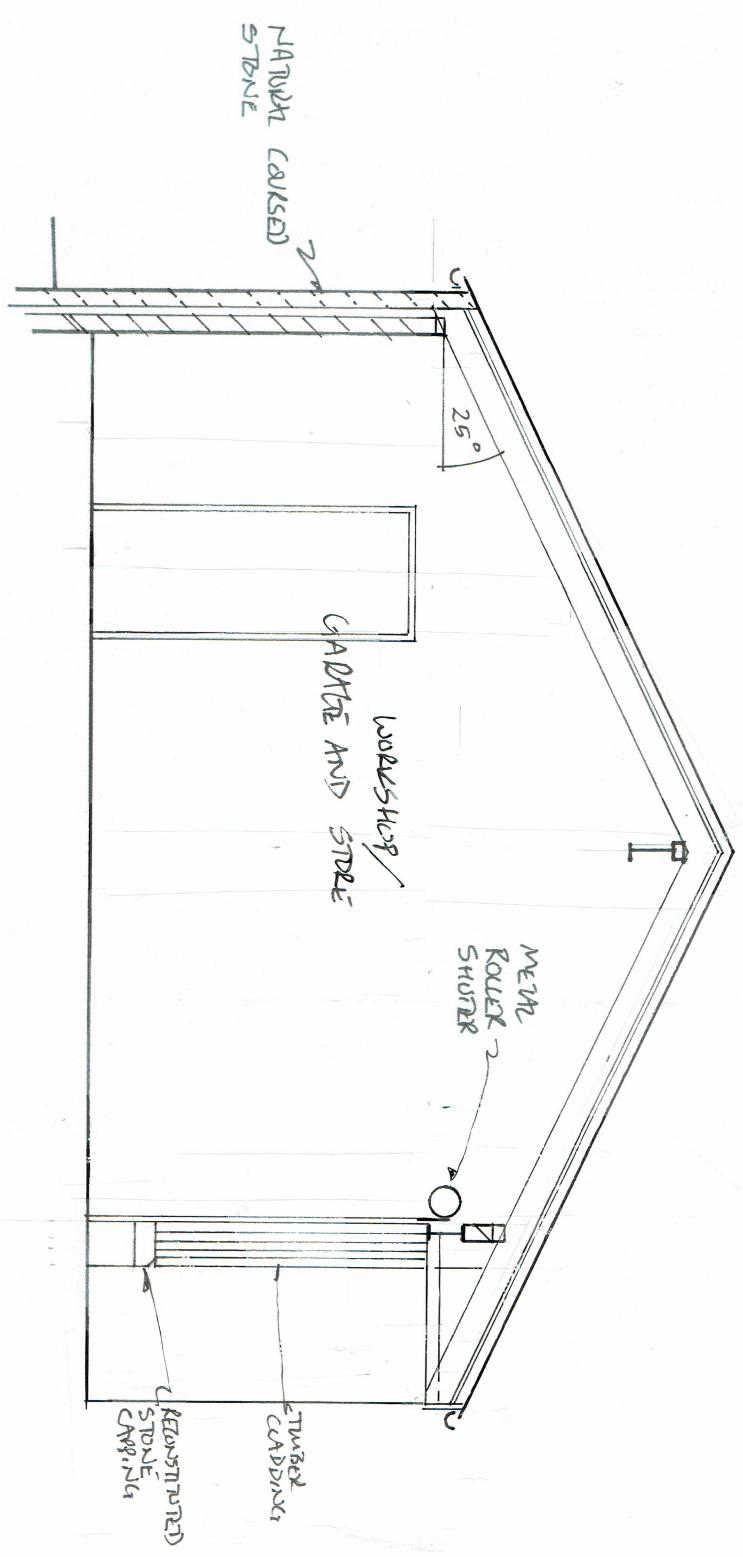 NATURAL COURSED
STONE
25°
WORKSHOP/
GARAGE AND STORE
METAL
ROLLER
SHUTTER
TIMBER
CLADDING
RECONSTITUTED
STONE
CAPPING